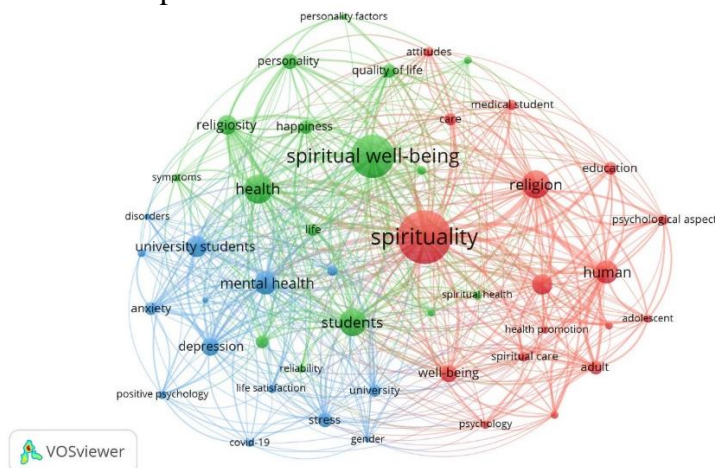 personality factors
attitudes
personality
quality of life
medical student
care
religiosity
happiness
spiritual well-being
education
symptoms
health
religion
disorders
life
psychological aspect
university students
spirituality
mental health
human
spiritual health
anxiety
students
health promotion
adolescent
depression
spiritual care
reliability
well-being
adult
positive psychology
life satisfaction
university
stress
psychology
covid-19
gender
VOSviewer